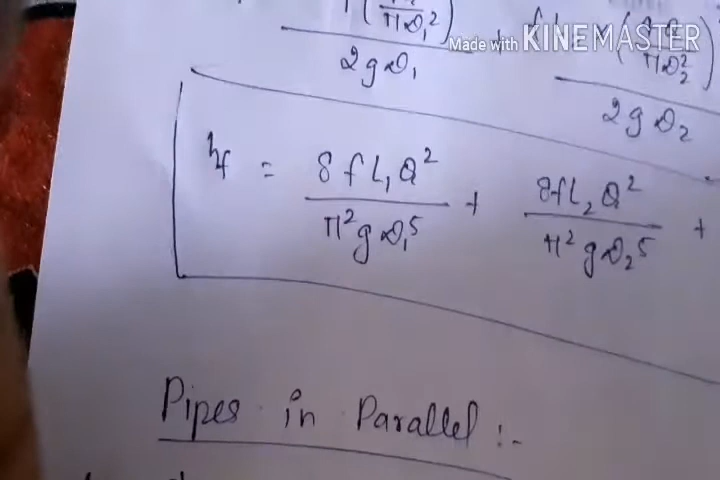 Made with KINEMASTER
2gD₁
2gD₂
hf = 8fL₁Q²/π²gD₁⁵ + 8fL₂Q²/π²gD₂⁵ +
Pipes in Parallel :-